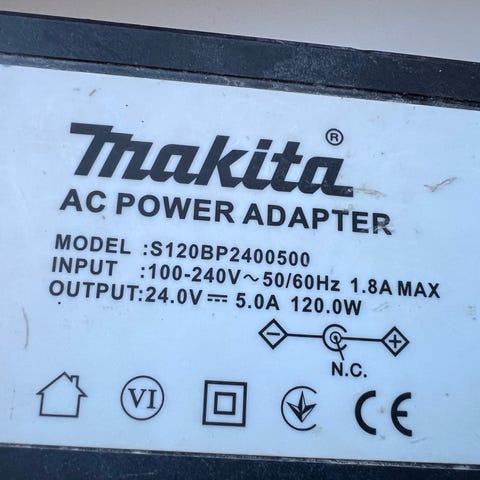 makita®
AC POWER ADAPTER
MODEL :S120BP2400500
INPUT :100-240V～50/60Hz 1.8A MAX
OUTPUT:24.0V⎓5.0A 120.0W
N.C.
VI
CE